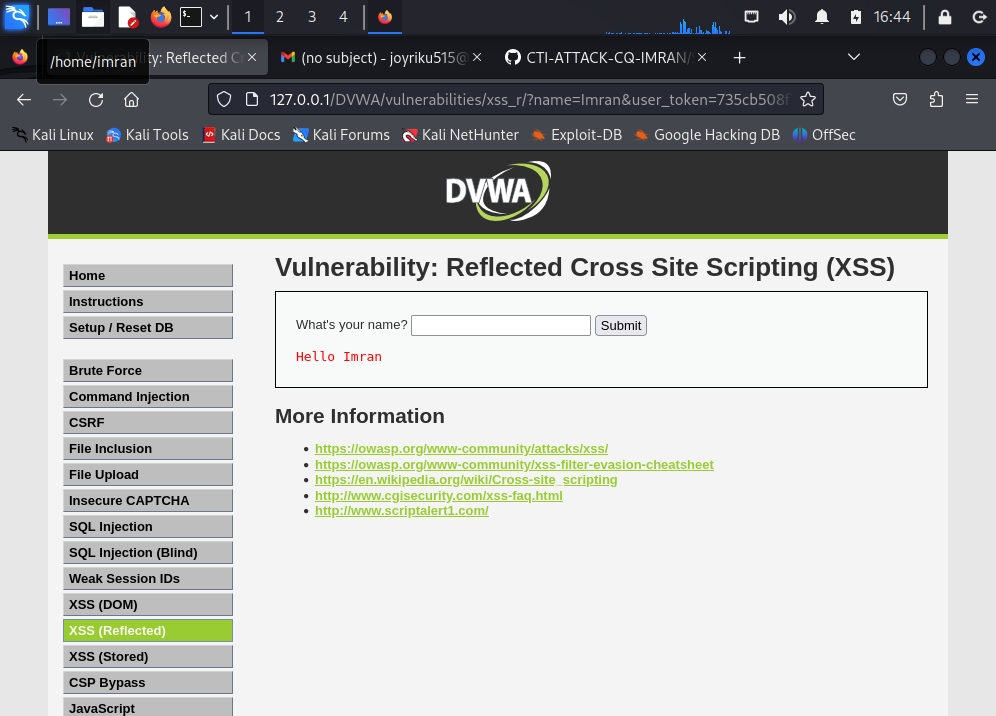 1 2 3 4 16:44
Vulnerability: Reflected C
(no subject) - joyriku515@
CTI-ATTACK-CQ-IMRAN/
/home/imran
127.0.0.1/DVWA/vulnerabilities/xss_r/?name=Imran&user_token=735cb508f
Kali Linux Kali Tools Kali Docs Kali Forums Kali NetHunter Exploit-DB Google Hacking DB OffSec
DVWA
Home
Instructions
Setup / Reset DB
Brute Force
Command Injection
CSRF
File Inclusion
File Upload
Insecure CAPTCHA
SQL Injection
SQL Injection (Blind)
Weak Session IDs
XSS (DOM)
XSS (Reflected)
XSS (Stored)
CSP Bypass
JavaScript
Vulnerability: Reflected Cross Site Scripting (XSS)
What's your name? Submit
Hello Imran
More Information
https://owasp.org/www-community/attacks/xss/
https://owasp.org/www-community/xss-filter-evasion-cheatsheet
https://en.wikipedia.org/wiki/Cross-site_scripting
http://www.cgisecurity.com/xss-faq.html
http://www.scriptalert1.com/